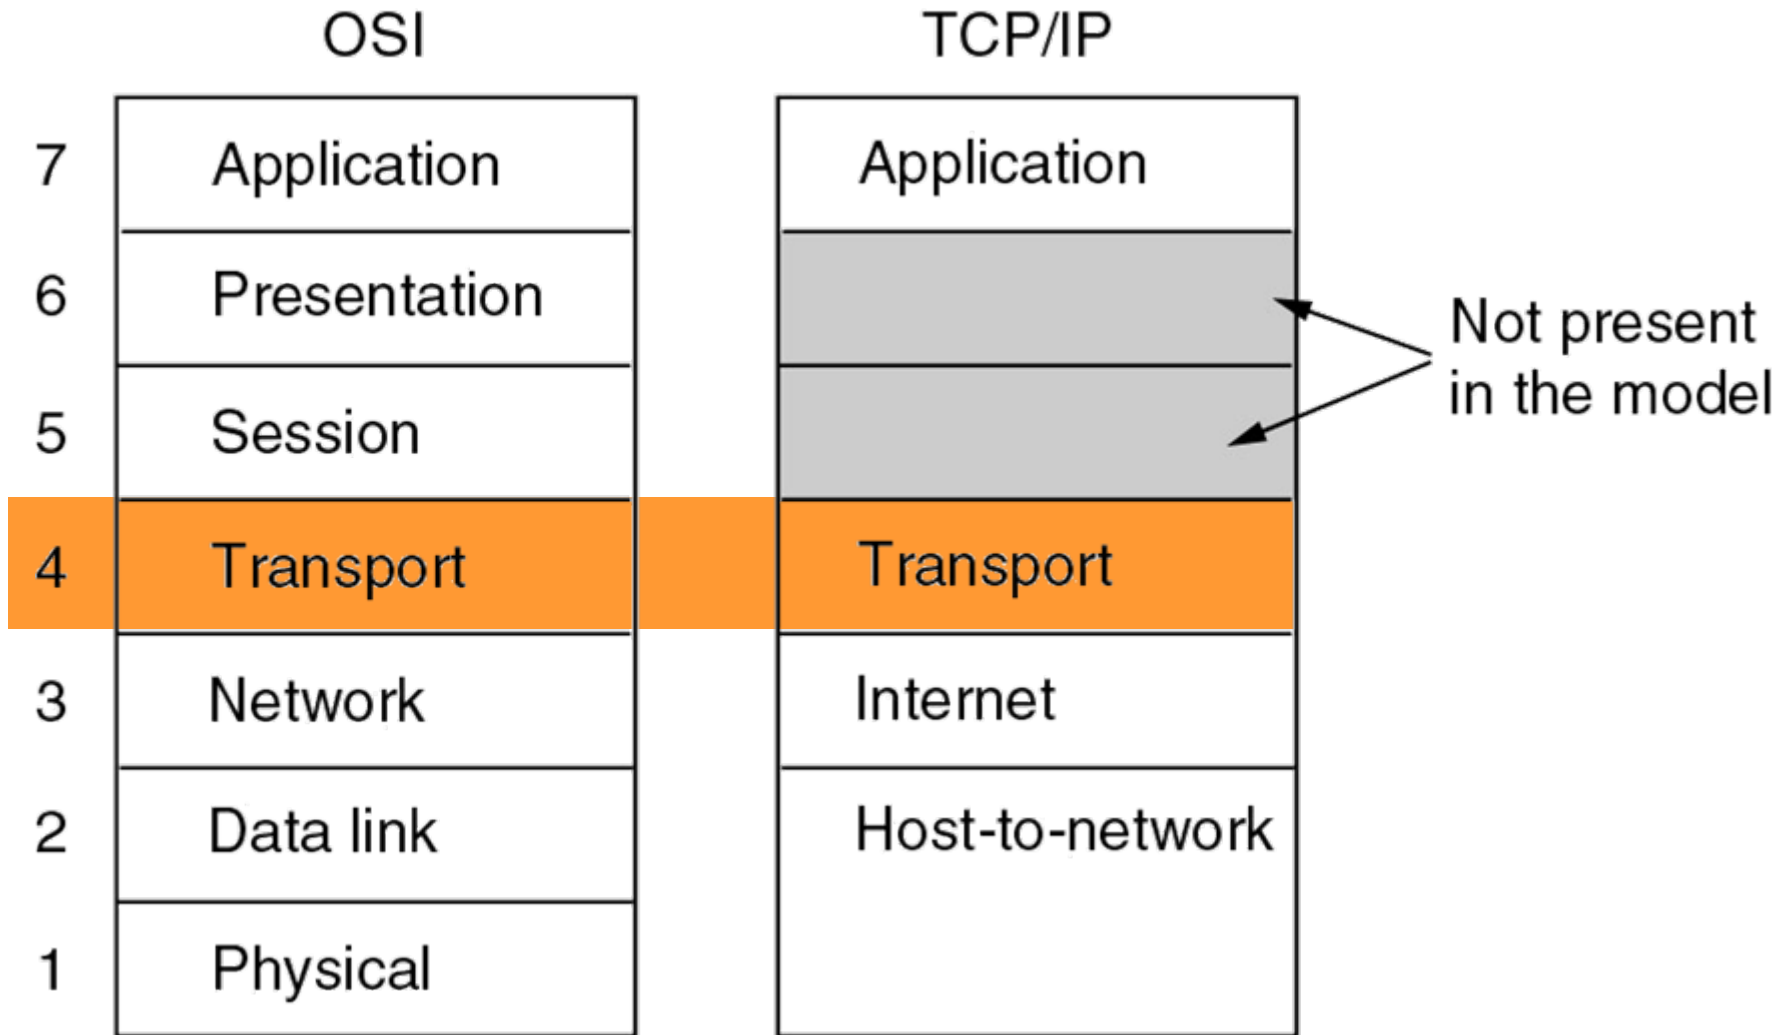 OSI
TCP/IP
7
Application
Application
6
Presentation
Not present
in the model
5
Session
4
Transport
Transport
3
Network
Internet
2
Data link
Host-to-network
1
Physical